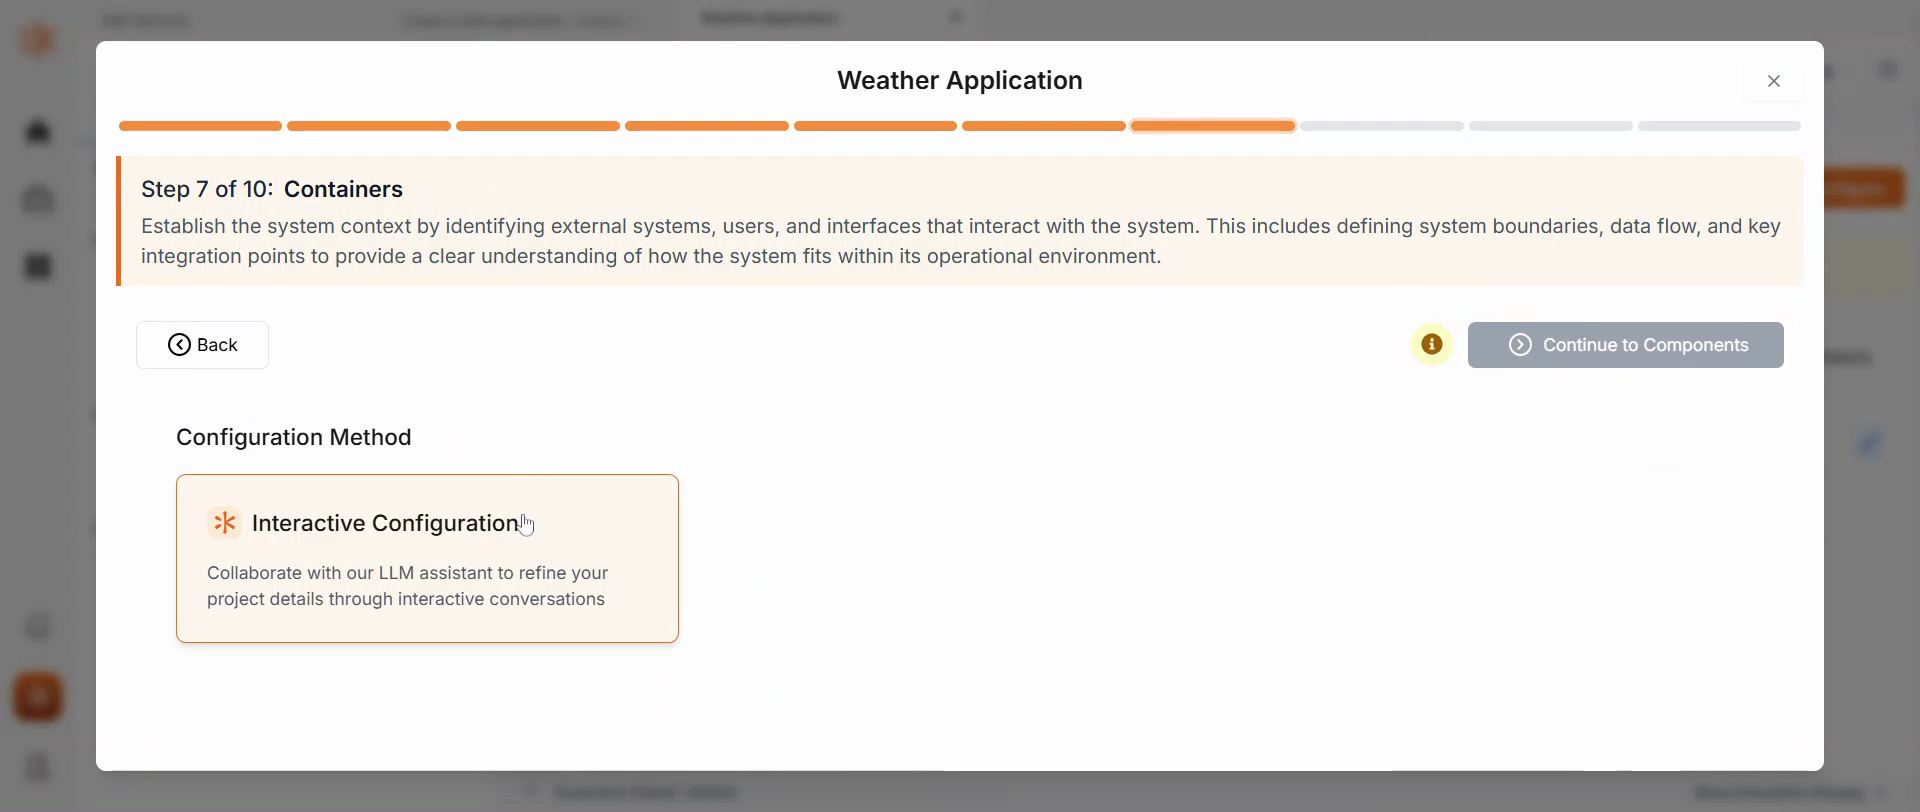 Weather Application
Weather Application
Step 7 of 10: Containers
Establish the system context by identifying external systems, users, and interfaces that interact with the system. This includes defining system boundaries, data flow, and key
integration points to provide a clear understanding of how the system fits within its operational environment.
Back
Continue to Components
Configuration Method
Interactive Configuration
Collaborate with our LLM assistant to refine your
project details through interactive conversations